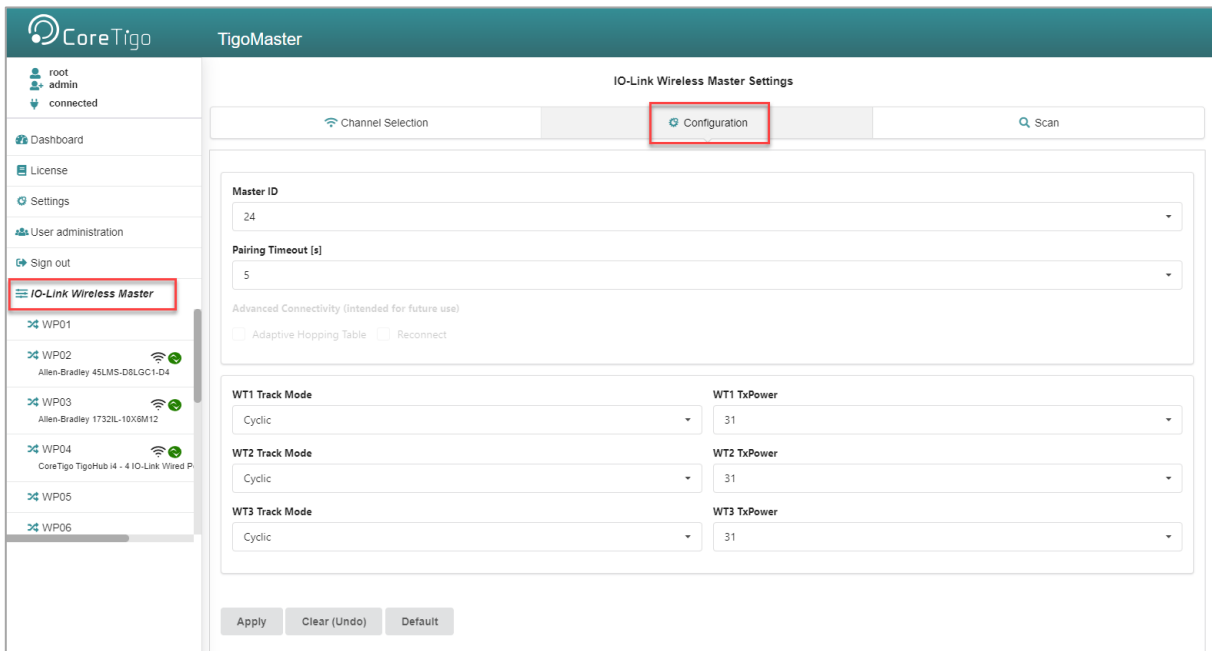 CoreTigo
TigoMaster
root
admin
connected
Dashboard
License
Settings
User administration
Sign out
IO-Link Wireless Master
WP01
WP02
Allen-Bradley 45LMS-D8LGC1-D4
WP03
Allen-Bradley 1732IL-10X6M12
WP04
CoreTigo TigoHub i4 - 4 IO-Link Wired P
WP05
WP06
IO-Link Wireless Master Settings
Channel Selection
Configuration
Scan
Master ID
24
Pairing Timeout [s]
5
Advanced Connectivity (intended for future use)
Adaptive Hopping Table Reconnect
WT1 Track Mode WT1 TxPower
Cyclic 31
WT2 Track Mode WT2 TxPower
Cyclic 31
WT3 Track Mode WT3 TxPower
Cyclic 31
Apply Clear (Undo) Default